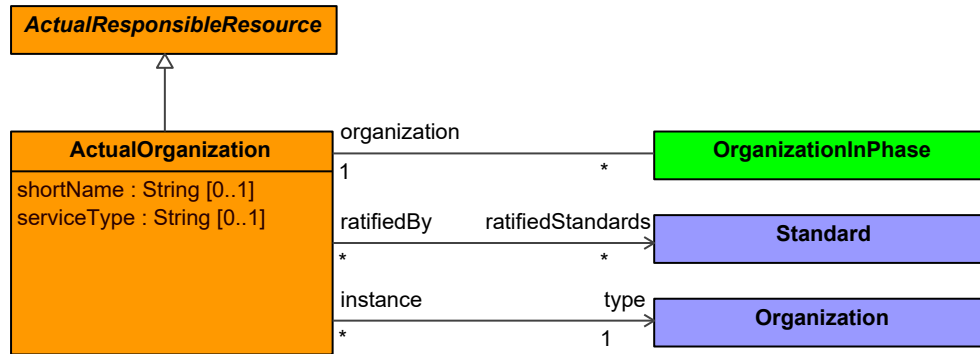 ActualResponsibleResource
ActualOrganization
shortName : String [0..1]
serviceType : String [0..1]
organization
1
*
OrganizationInPhase
ratifiedBy
ratifiedStandards
*
*
Standard
instance
type
*
1
Organization